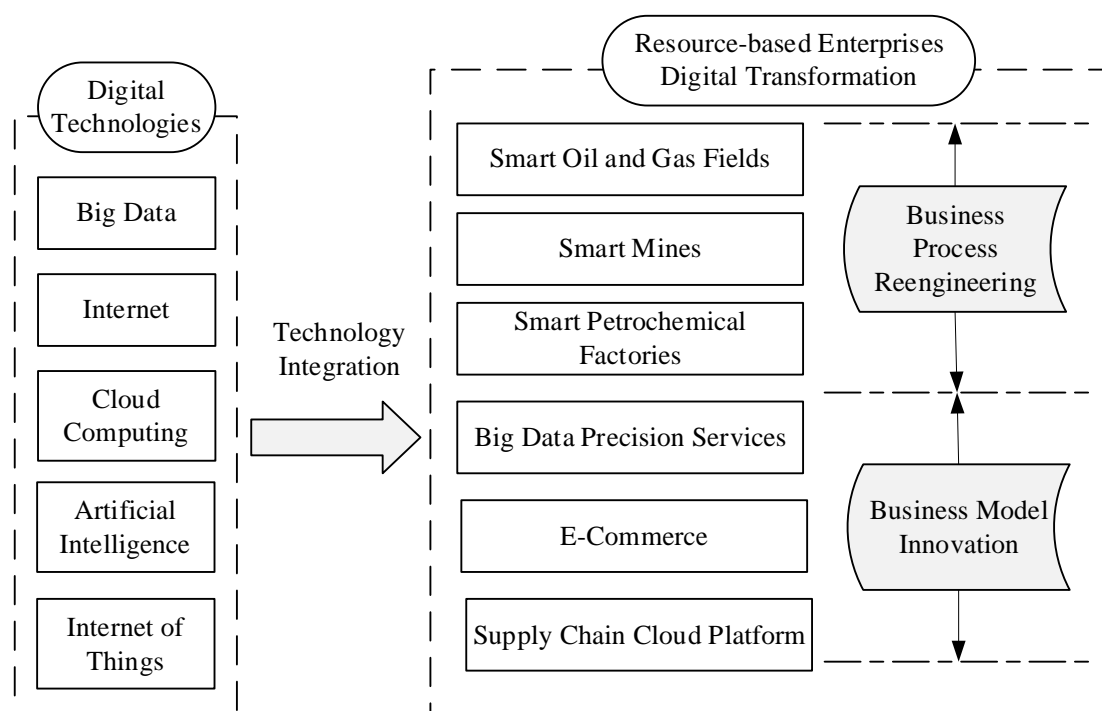 Resource-based Enterprises
Digital Transformation
Digital
Technologies
Big Data
Internet
Cloud
Computing
Artificial
Intelligence
Internet of
Things
Technology
Integration
Smart Oil and Gas Fields
Smart Mines
Smart Petrochemical
Factories
Big Data Precision Services
E-Commerce
Supply Chain Cloud Platform
Business
Process
Reengineering
Business Model
Innovation